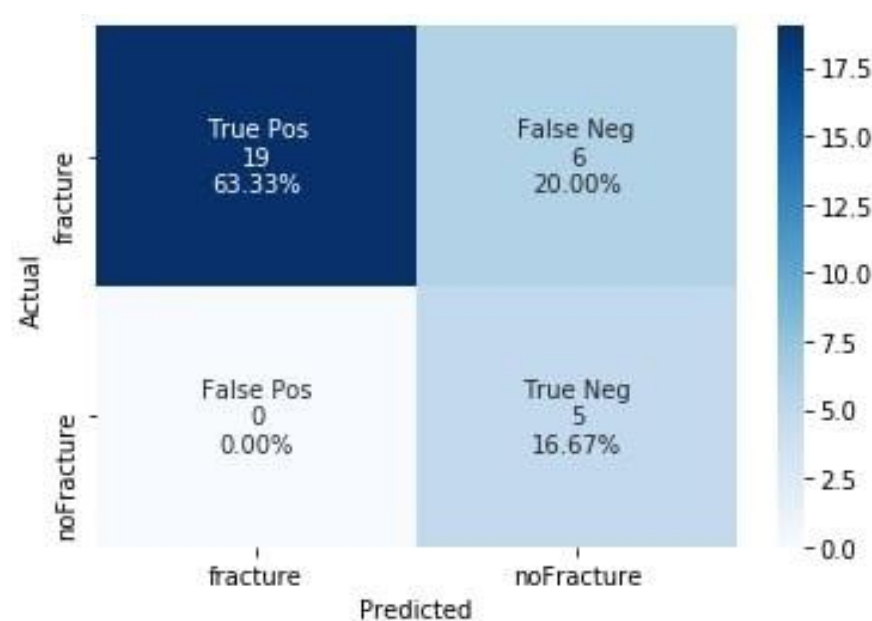 True Pos
19
63.33%
False Neg
6
20.00%
False Pos
0
0.00%
True Neg
5
16.67%
fracture
noFracture
Actual
fracture
noFracture
Predicted
17.5
15.0
12.5
10.0
7.5
5.0
2.5
0.0